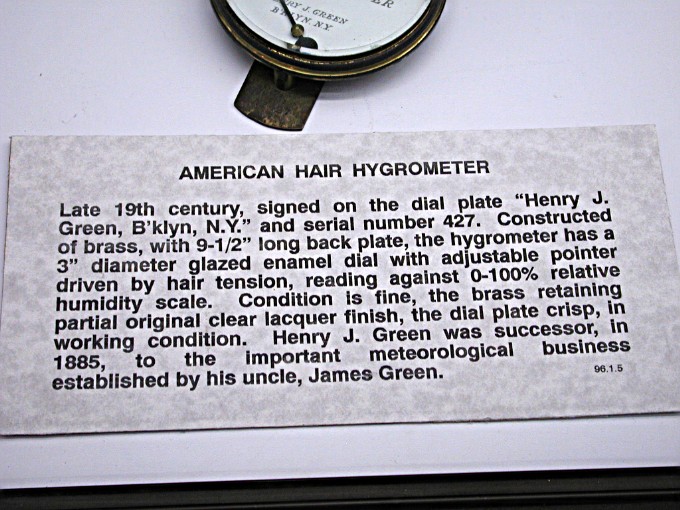 ER
RY J. GREEN
B'KLYN, N.Y.
AMERICAN HAIR HYGROMETER
Late 19th century, signed on the dial plate "Henry J.
Green, B'klyn, N.Y." and serial number 427. Constructed
of brass, with 9-1/2" long back plate, the hygrometer has a
3" diameter glazed enamel dial with adjustable pointer
driven by hair tension, reading against 0-100% relative
humidity scale. Condition is fine, the brass retaining
partial original clear lacquer finish, the dial plate crisp, in
working condition. Henry J. Green was successor, in
1885, to the important meteorological business
established by his uncle, James Green.
96.1.5